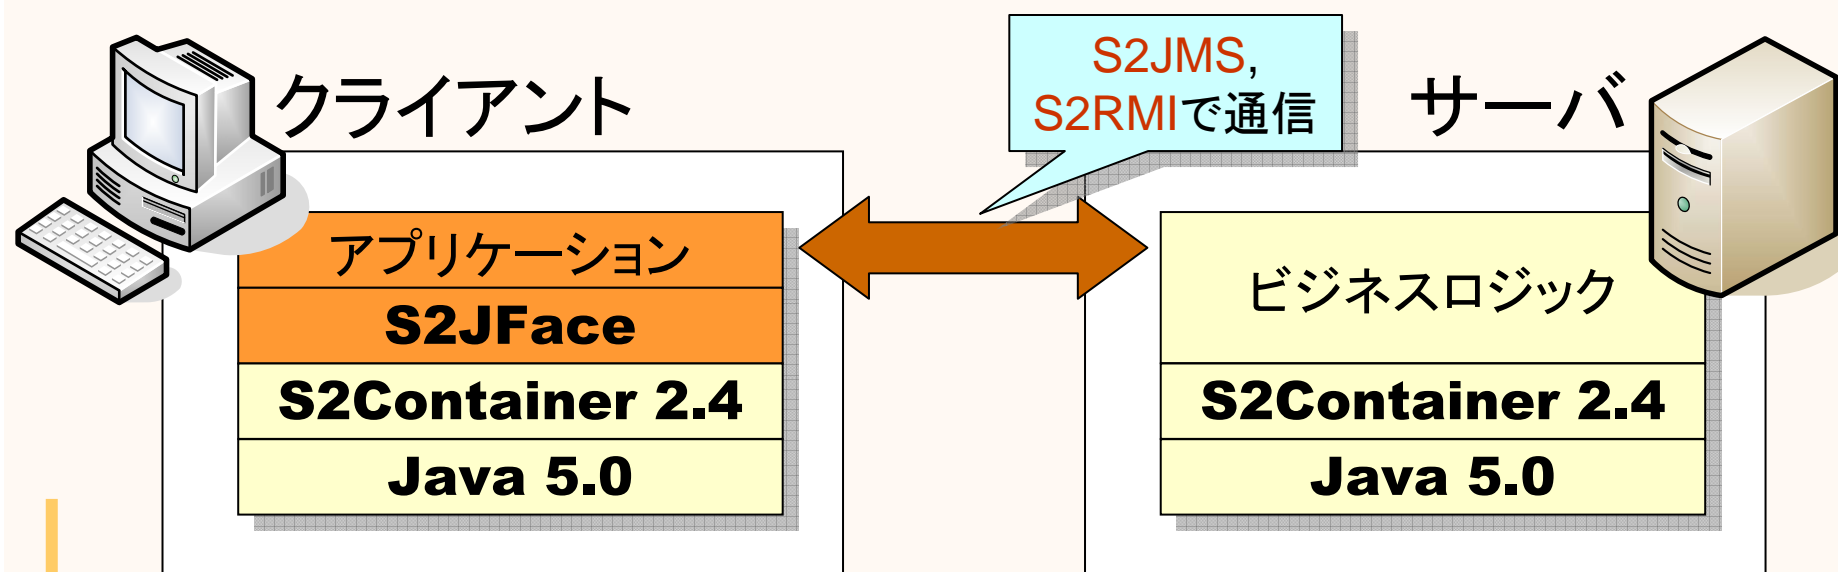 クライアント
アプリケーション
S2JFace
S2Container 2.4
Java 5.0
S2JMS,
S2RMIで通信
サーバ
ビジネスロジック
S2Container 2.4
Java 5.0